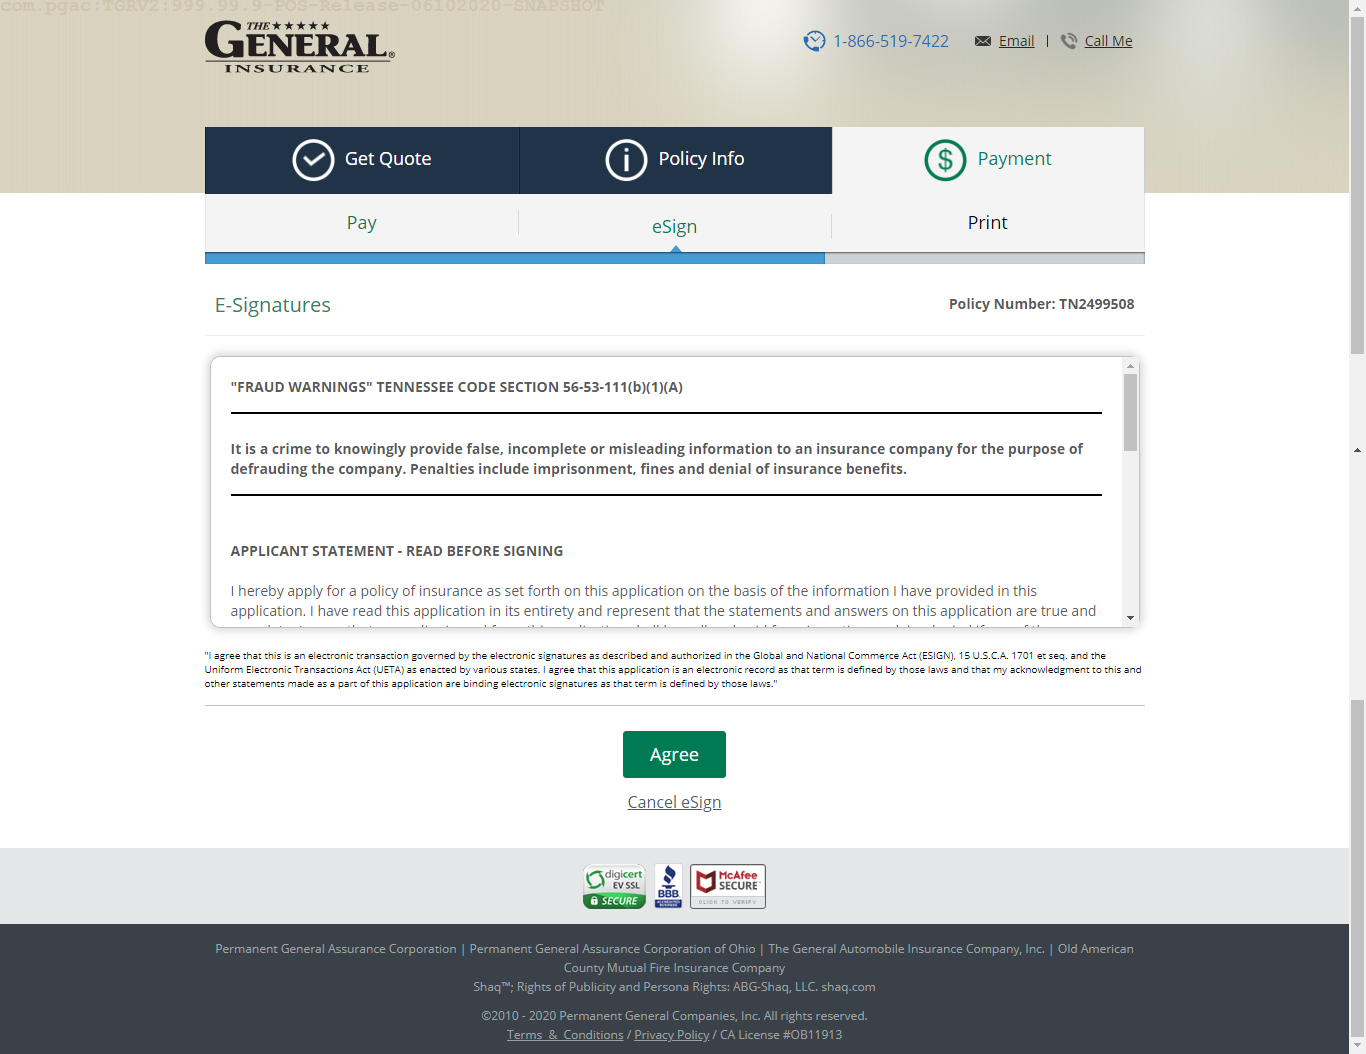 com.pgac:TGRV2:999.99.9-POS-Release-06102020-SNAPSHOT
THE
GENERAL®
INSURANCE
1-866-519-7422 Email | Call Me
Get Quote Policy Info Payment
Pay eSign Print
E-Signatures Policy Number: TN2499508
"FRAUD WARNINGS" TENNESSEE CODE SECTION 56-53-111(b)(1)(A)
It is a crime to knowingly provide false, incomplete or misleading information to an insurance company for the purpose of
defrauding the company. Penalties include imprisonment, fines and denial of insurance benefits.
APPLICANT STATEMENT - READ BEFORE SIGNING
I hereby apply for a policy of insurance as set forth on this application on the basis of the information I have provided in this
application. I have read this application in its entirety and represent that the statements and answers on this application are true and
"I agree that this is an electronic transaction governed by the electronic signatures as described and authorized in the Global and National Commerce Act (ESIGN), 15 U.S.C.A. 1701 et seq. and the
Uniform Electronic Transactions Act (UETA) as enacted by various states. I agree that this application is an electronic record as that term is defined by those laws and that my acknowledgment to this and
other statements made as a part of this application are binding electronic signatures as that term is defined by those laws."
Agree
Cancel eSign
digicert
EV SSL
SECURE
BBB
ACCREDITED
BUSINESS
McAfee
SECURE
CLICK TO VERIFY
Permanent General Assurance Corporation | Permanent General Assurance Corporation of Ohio | The General Automobile Insurance Company, Inc. | Old American
County Mutual Fire Insurance Company
Shaq™; Rights of Publicity and Persona Rights: ABG-Shaq, LLC. shaq.com
©2010 - 2020 Permanent General Companies, Inc. All rights reserved.
Terms & Conditions / Privacy Policy / CA License #OB11913